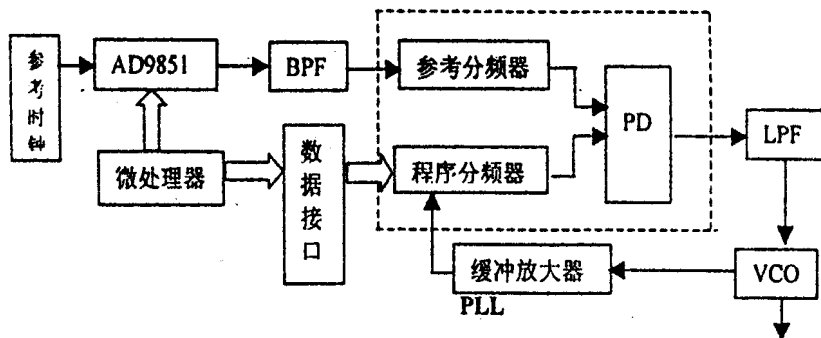 参考时钟
AD9851
BPF
参考分频器
PD
LPF
微处理器
数据接口
程序分频器
缓冲放大器
VCO
PLL